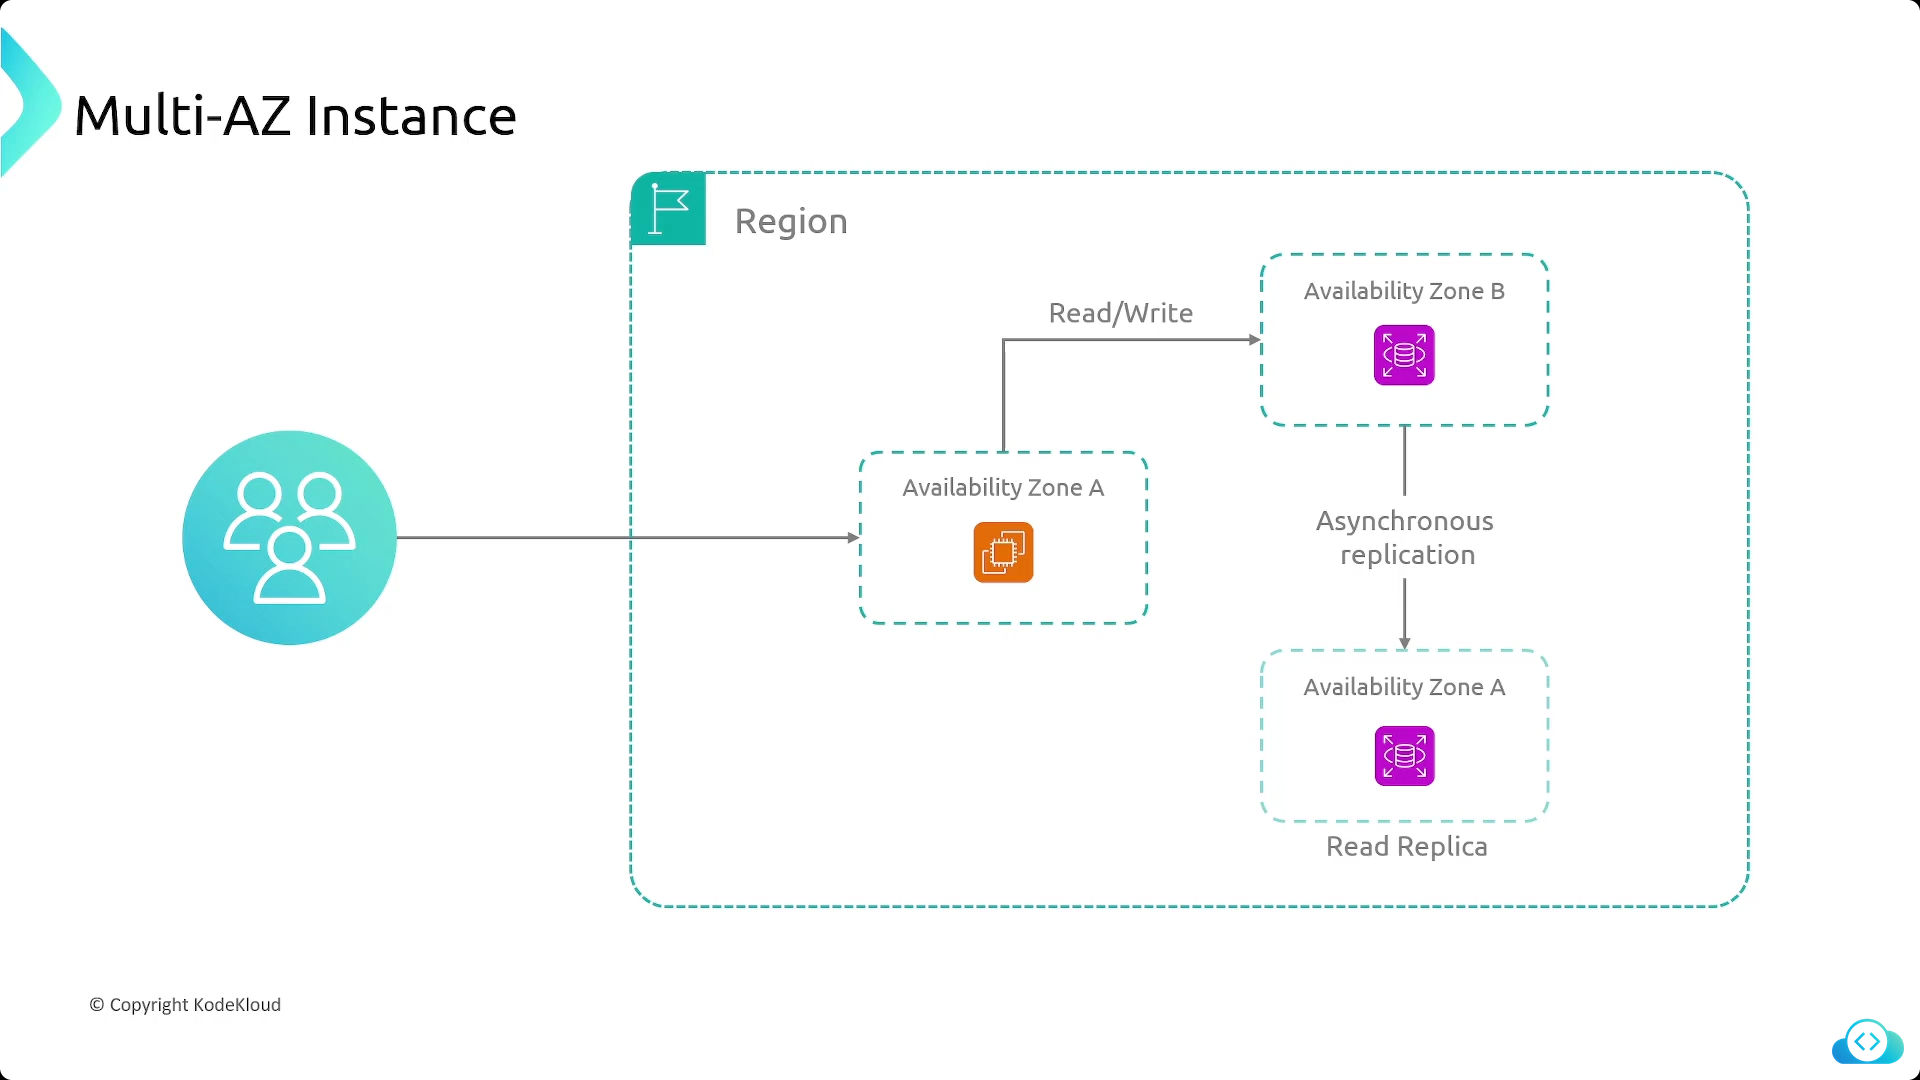 Multi-AZ Instance
Region
Availability Zone B
Read/Write
Availability Zone A
Asynchronous
replication
Availability Zone A
Read Replica
© Copyright KodeKloud